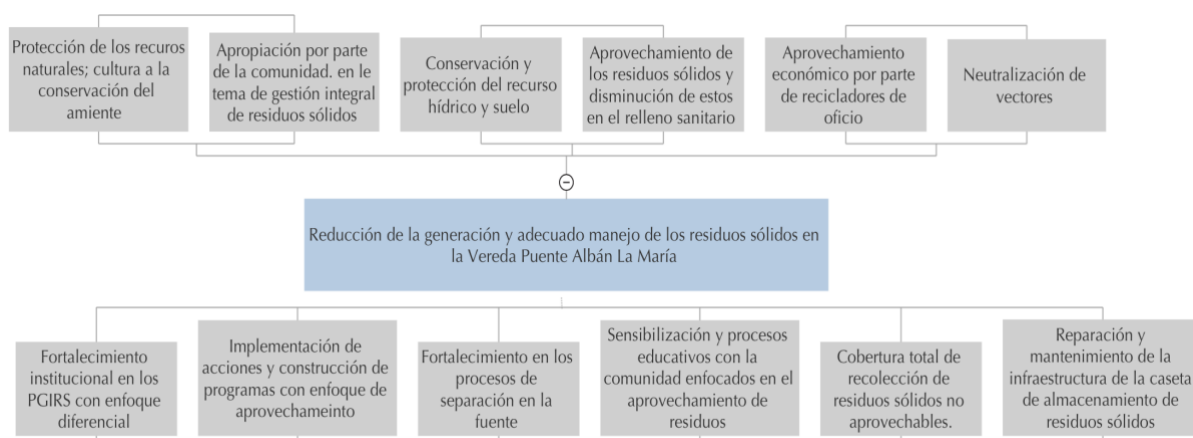 Protección de los recuros
naturales; cultura a la
conservación del
amiente
Apropiación por parte
de la comunidad. en le
tema de gestión integral
de residuos sólidos
Conservación y
protección del recurso
hídrico y suelo
Aprovechamiento de
los residuos sólidos y
disminución de estos
en el relleno sanitario
Aprovechamiento
económico por parte
de recicladores de
oficio
Neutralización de
vectores
Reducción de la generación y adecuado manejo de los residuos sólidos en
la Vereda Puente Albán La María
Fortalecimiento
institucional en los
PGIRS con enfoque
diferencial
Implementación de
acciones y construcción de
programas con enfoque de
aprovechameinto
Fortalecimiento en los
procesos de
separación en la
fuente
Sensibilización y procesos
educativos con la
comunidad enfocados en el
aprovechamiento de
residuos
Cobertura total de
recolección de
residuos sólidos no
aprovechables.
Reparación y
mantenimiento de la
infraestructura de la caseta
de almacenamiento de
residuos sólidos